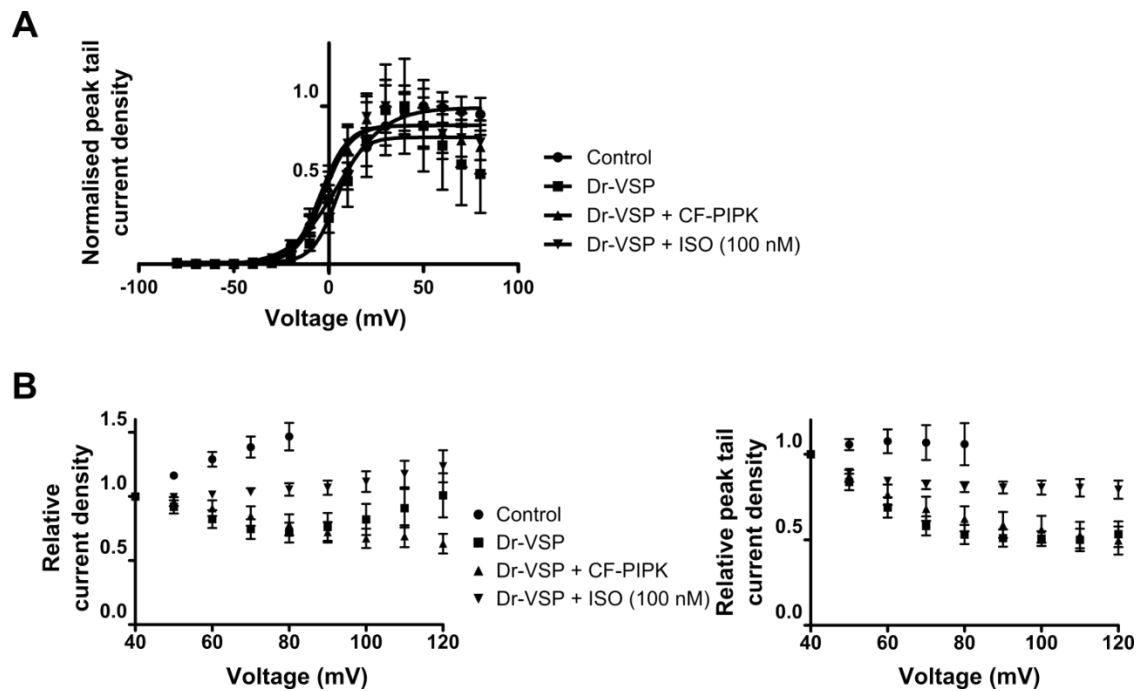 A
Normalised peak tail
current density
1.0
0.5
-100
-50
0
50
100
Voltage (mV)
Control
Dr-VSP
Dr-VSP + CF-PIPK
Dr-VSP + ISO (100 nM)
B
Relative
current density
1.5
1.0
0.5
0.0
40
60
80
100
120
Voltage (mV)
Control
Dr-VSP
Dr-VSP + CF-PIPK
Dr-VSP + ISO (100 nM)
Relative peak tail
current density
1.0
0.5
0.0
40
60
80
100
120
Voltage (mV)